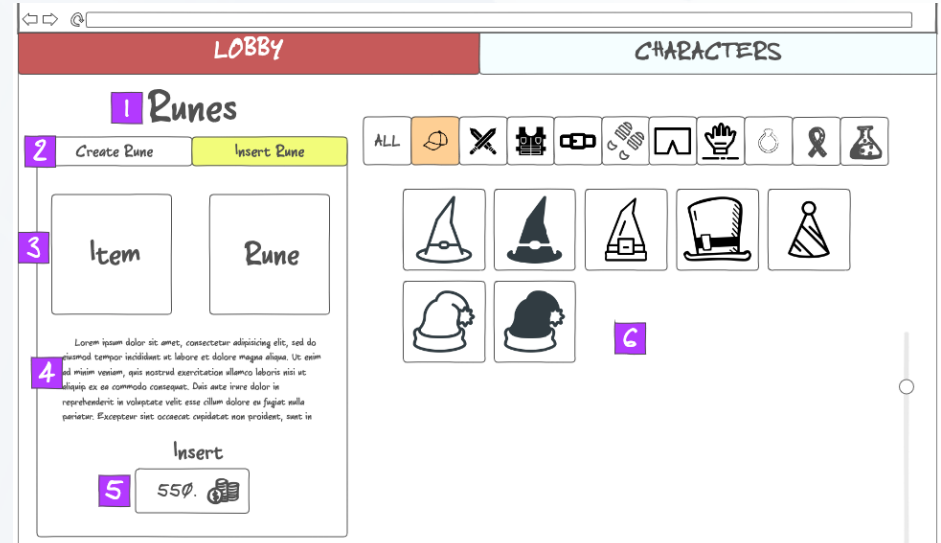 LOBBY
CHARACTERS
1 Runes
2 Create Rune Insert Rune
ALL
3 Item Rune
Lorem ipsum dolor sit amet, consectetur adipisicing elit, sed do
eiusmod tempor incididunt ut labore et dolore magna aliqua. Ut enim
4 ad minim veniam, quis nostrud exercitation ullamco laboris nisi ut
aliquip ex ea commodo consequat. Duis aute irure dolor in
reprehenderit in voluptate velit esse cillum dolore eu fugiat nulla
pariatur. Excepteur sint occaecat cupidatat non proident, sunt in
Insert
5 550.
6